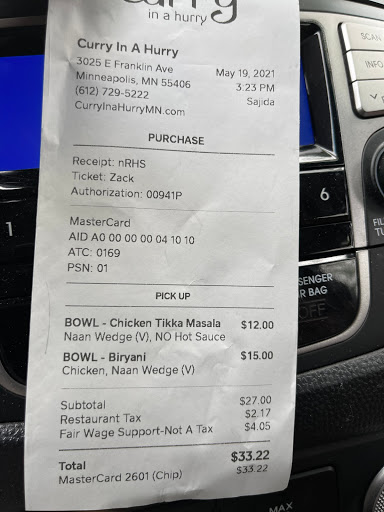 in a hurry
Curry In A Hurry
3025 E Franklin Ave
Minneapolis, MN 55406
(612) 729-5222
CurryInaHurryMN.com
May 19, 2021
3:23 PM
Sajida
PURCHASE
Receipt: nRHS
Ticket: Zack
Authorization: 00941P
MasterCard
AID A0 00 00 00 04 10 10
ATC: 0169
PSN: 01
PICK UP
BOWL - Chicken Tikka Masala $12.00
Naan Wedge (V), NO Hot Sauce
BOWL - Biryani $15.00
Chicken, Naan Wedge (V)
Subtotal $27.00
Restaurant Tax $2.17
Fair Wage Support-Not A Tax $4.05
Total $33.22
MasterCard 2601 (Chip) $33.22
SCAN
INFO
1
6
OFF
MAX